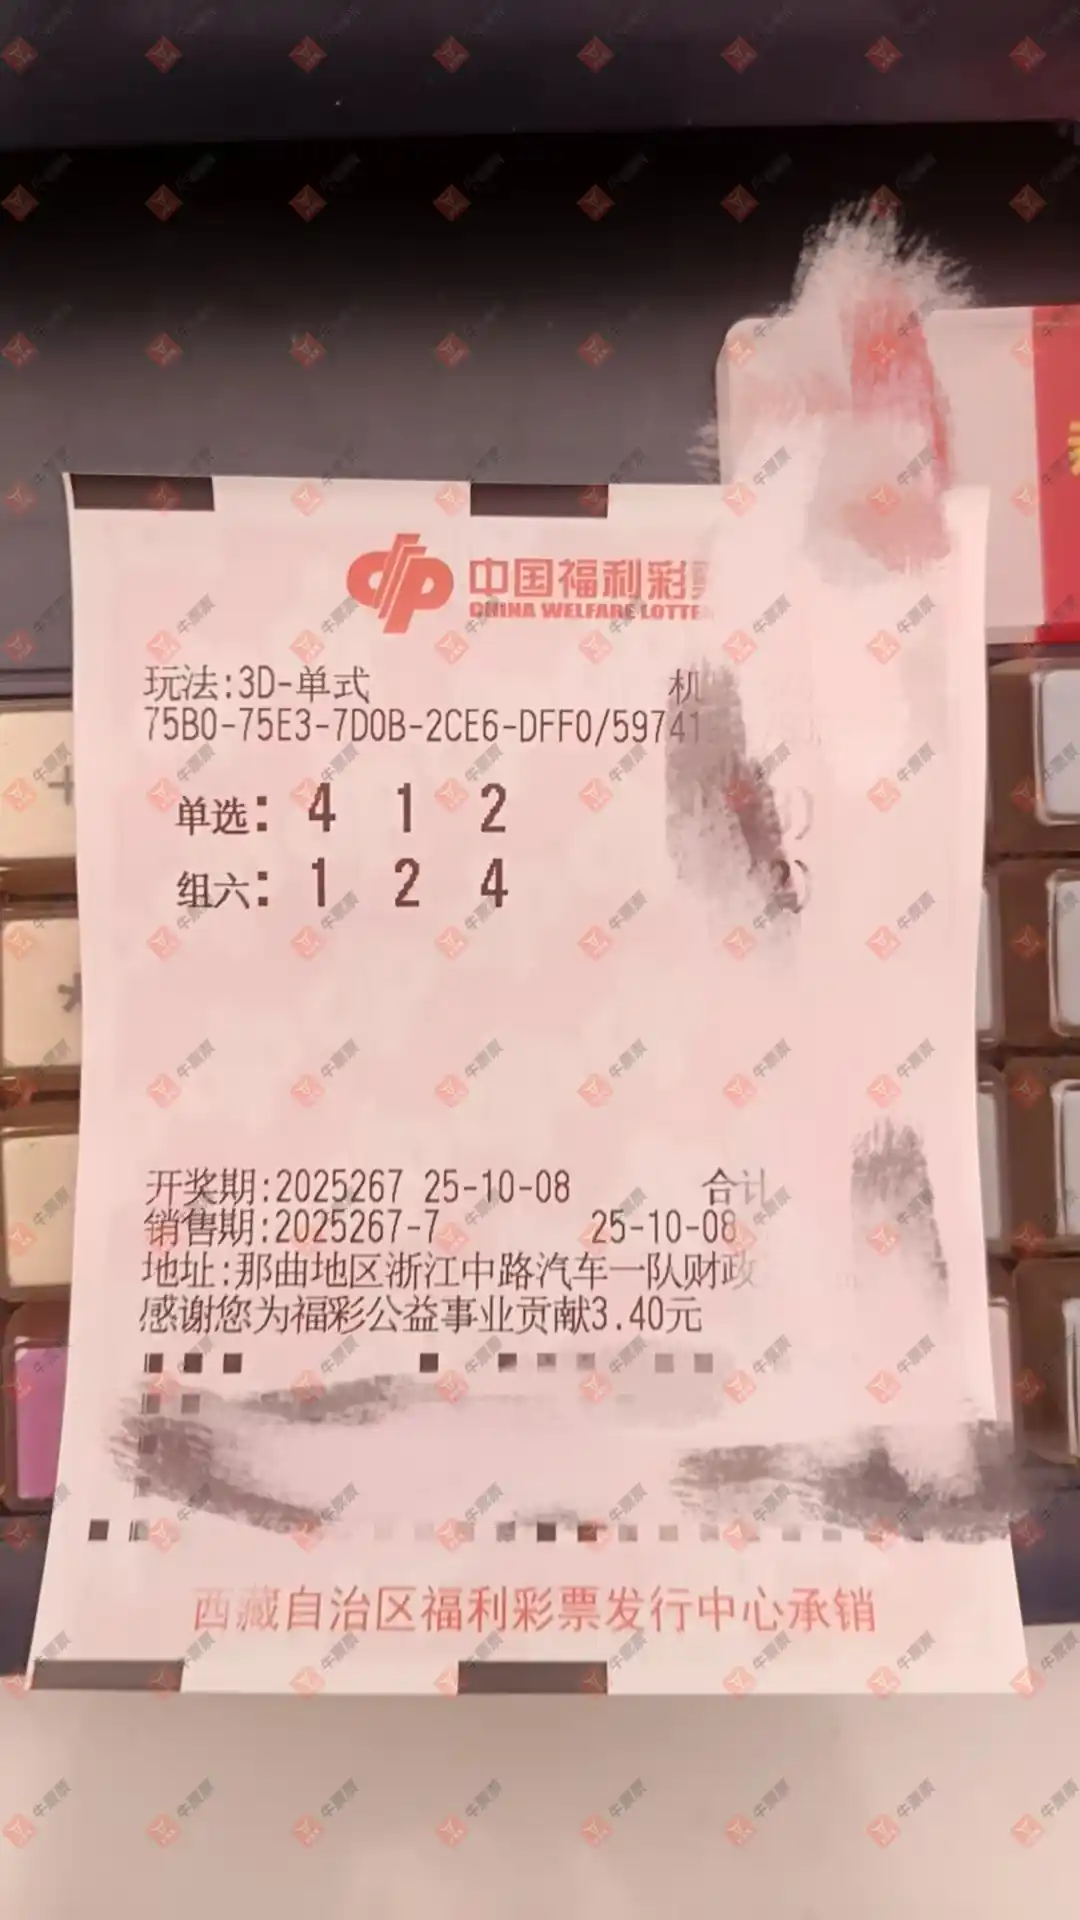 中国福利彩
CHINA WELFARE LOTTE
玩法:3D-单式 机
75B0-75E3-7D0B-2CE6-DFF0/59741
单选: 4 1 2
组六: 1 2 4
开奖期:2025267 25-10-08 合计
销售期:2025267-7 25-10-08
地址:那曲地区浙江中路汽车一队财政
感谢您为福彩公益事业贡献3.40元
西藏自治区福利彩票发行中心承销
牛票票